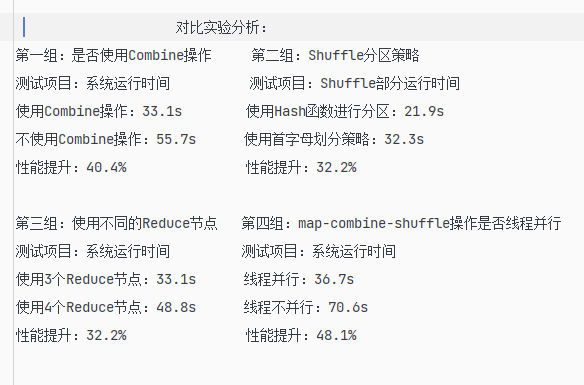 对比实验分析：
第一组：是否使用Combine操作 第二组：Shuffle分区策略
测试项目：系统运行时间 测试项目：Shuffle部分运行时间
使用Combine操作：33.1s 使用Hash函数进行分区：21.9s
不使用Combine操作：55.7s 使用首字母划分策略：32.3s
性能提升：40.4% 性能提升：32.2%
第三组：使用不同的Reduce节点 第四组：map-combine-shuffle操作是否线程并行
测试项目：系统运行时间 测试项目：系统运行时间
使用3个Reduce节点：33.1s 线程并行：36.7s
使用4个Reduce节点：48.8s 线程不并行：70.6s
性能提升：32.2% 性能提升：48.1%